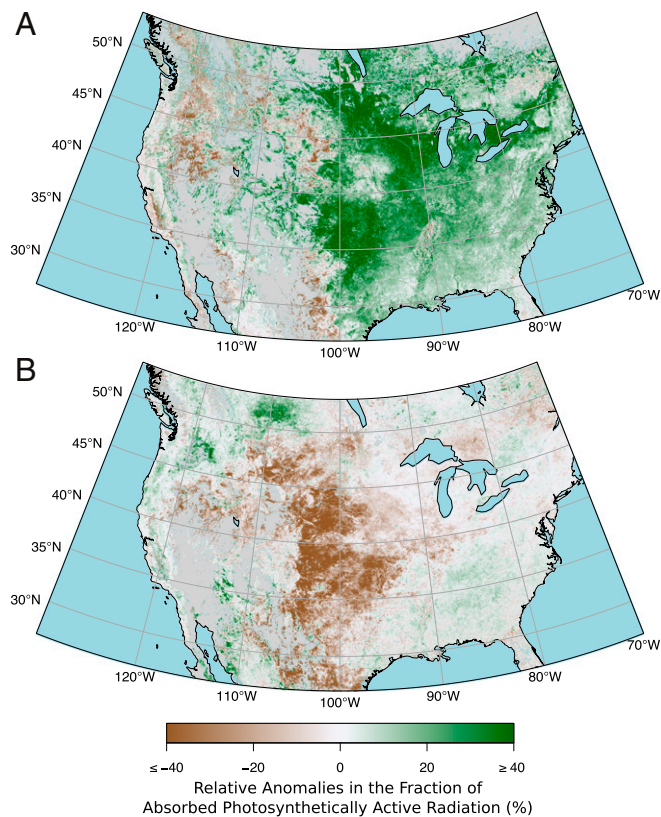 A
50°N
45°N
40°N
35°N
30°N
120°W
110°W
100°W
90°W
80°W
70°W
B
50°N
45°N
40°N
35°N
30°N
120°W
110°W
100°W
90°W
80°W
70°W
≤ −40 −20 0 20 ≥ 40
Relative Anomalies in the Fraction of
Absorbed Photosynthetically Active Radiation (%)